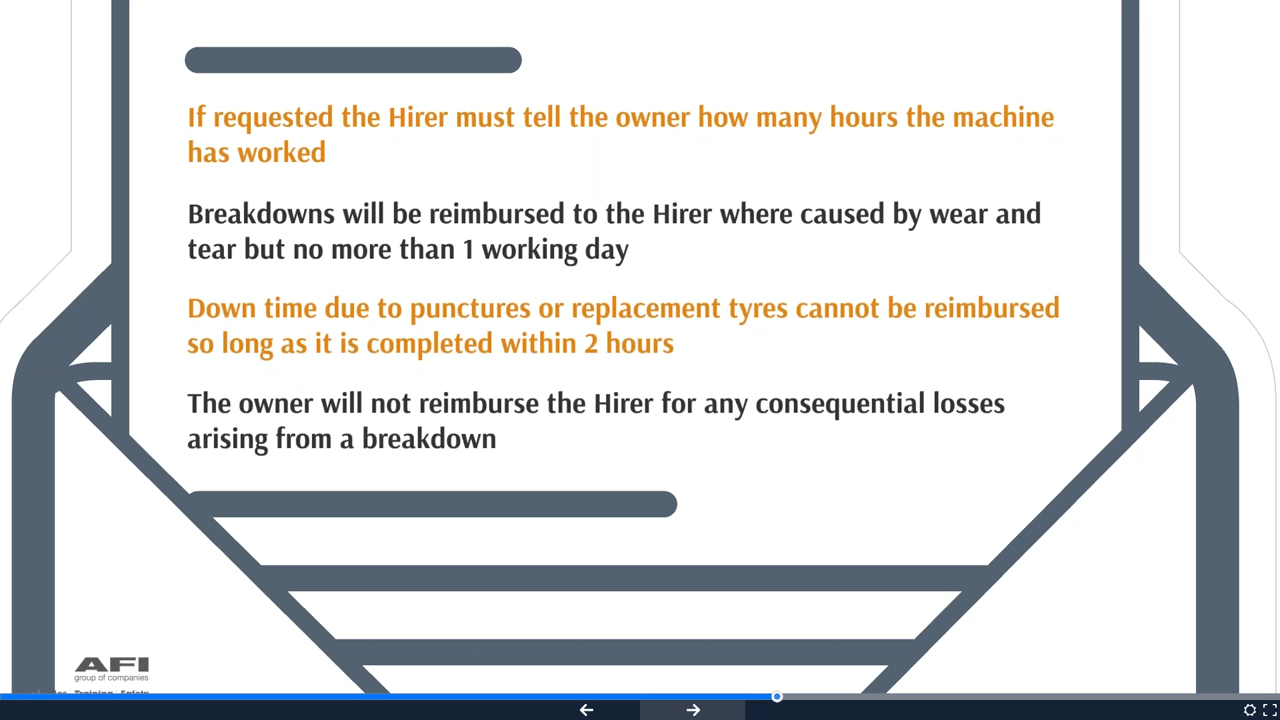 If requested the Hirer must tell the owner how many hours the machine
has worked
Breakdowns will be reimbursed to the Hirer where caused by wear and
tear but no more than 1 working day
Down time due to punctures or replacement tyres cannot be reimbursed
so long as it is completed within 2 hours
The owner will not reimburse the Hirer for any consequential losses
arising from a breakdown
AFI
group of companies
Training Safety